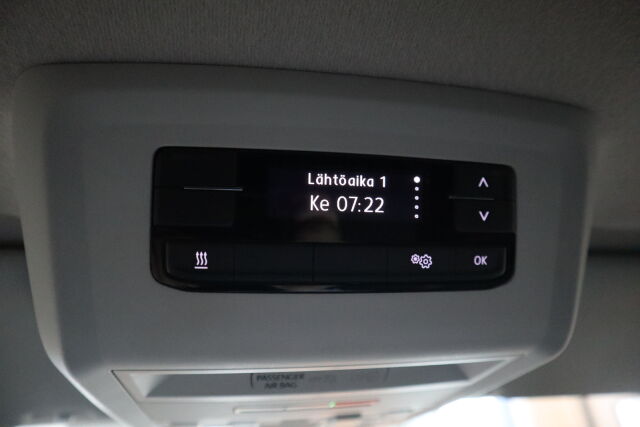 Lähtöaika 1
Ke 07:22
OK
PASSENGER
AIR BAG